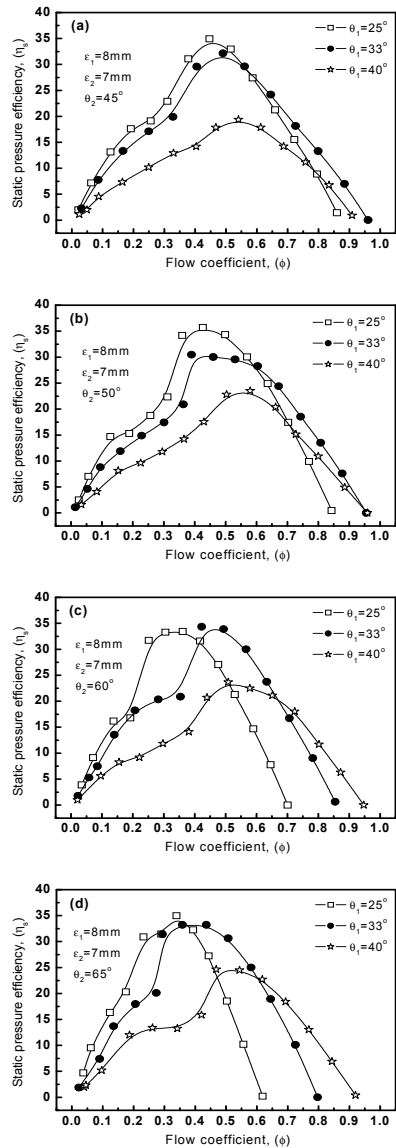 (a)
ε₁=8mm
ε₂=7mm
θ₂=45°
θ₁=25°
θ₁=33°
θ₁=40°
Static pressure efficiency, (ηₛ)
40
35
30
25
20
15
10
5
0
0.0 0.1 0.2 0.3 0.4 0.5 0.6 0.7 0.8 0.9 1.0
Flow coefficient, (ϕ)
(b)
ε₁=8mm
ε₂=7mm
θ₂=50°
θ₁=25°
θ₁=33°
θ₁=40°
Static pressure efficiency, (ηₛ)
40
35
30
25
20
15
10
5
0
0.0 0.1 0.2 0.3 0.4 0.5 0.6 0.7 0.8 0.9 1.0
Flow coefficient, (ϕ)
(c)
ε₁=8mm
ε₂=7mm
θ₂=60°
θ₁=25°
θ₁=33°
θ₁=40°
Static pressure efficiency, (ηₛ)
40
35
30
25
20
15
10
5
0
0.0 0.1 0.2 0.3 0.4 0.5 0.6 0.7 0.8 0.9 1.0
Flow coefficient, (ϕ)
(d)
ε₁=8mm
ε₂=7mm
θ₂=65°
θ₁=25°
θ₁=33°
θ₁=40°
Static pressure efficiency, (ηₛ)
40
35
30
25
20
15
10
5
0
0.0 0.1 0.2 0.3 0.4 0.5 0.6 0.7 0.8 0.9 1.0
Flow coefficient, (ϕ)